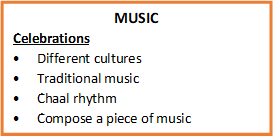 MUSIC
Celebrations
• Different cultures
• Traditional music
• Chaal rhythm
• Compose a piece of music